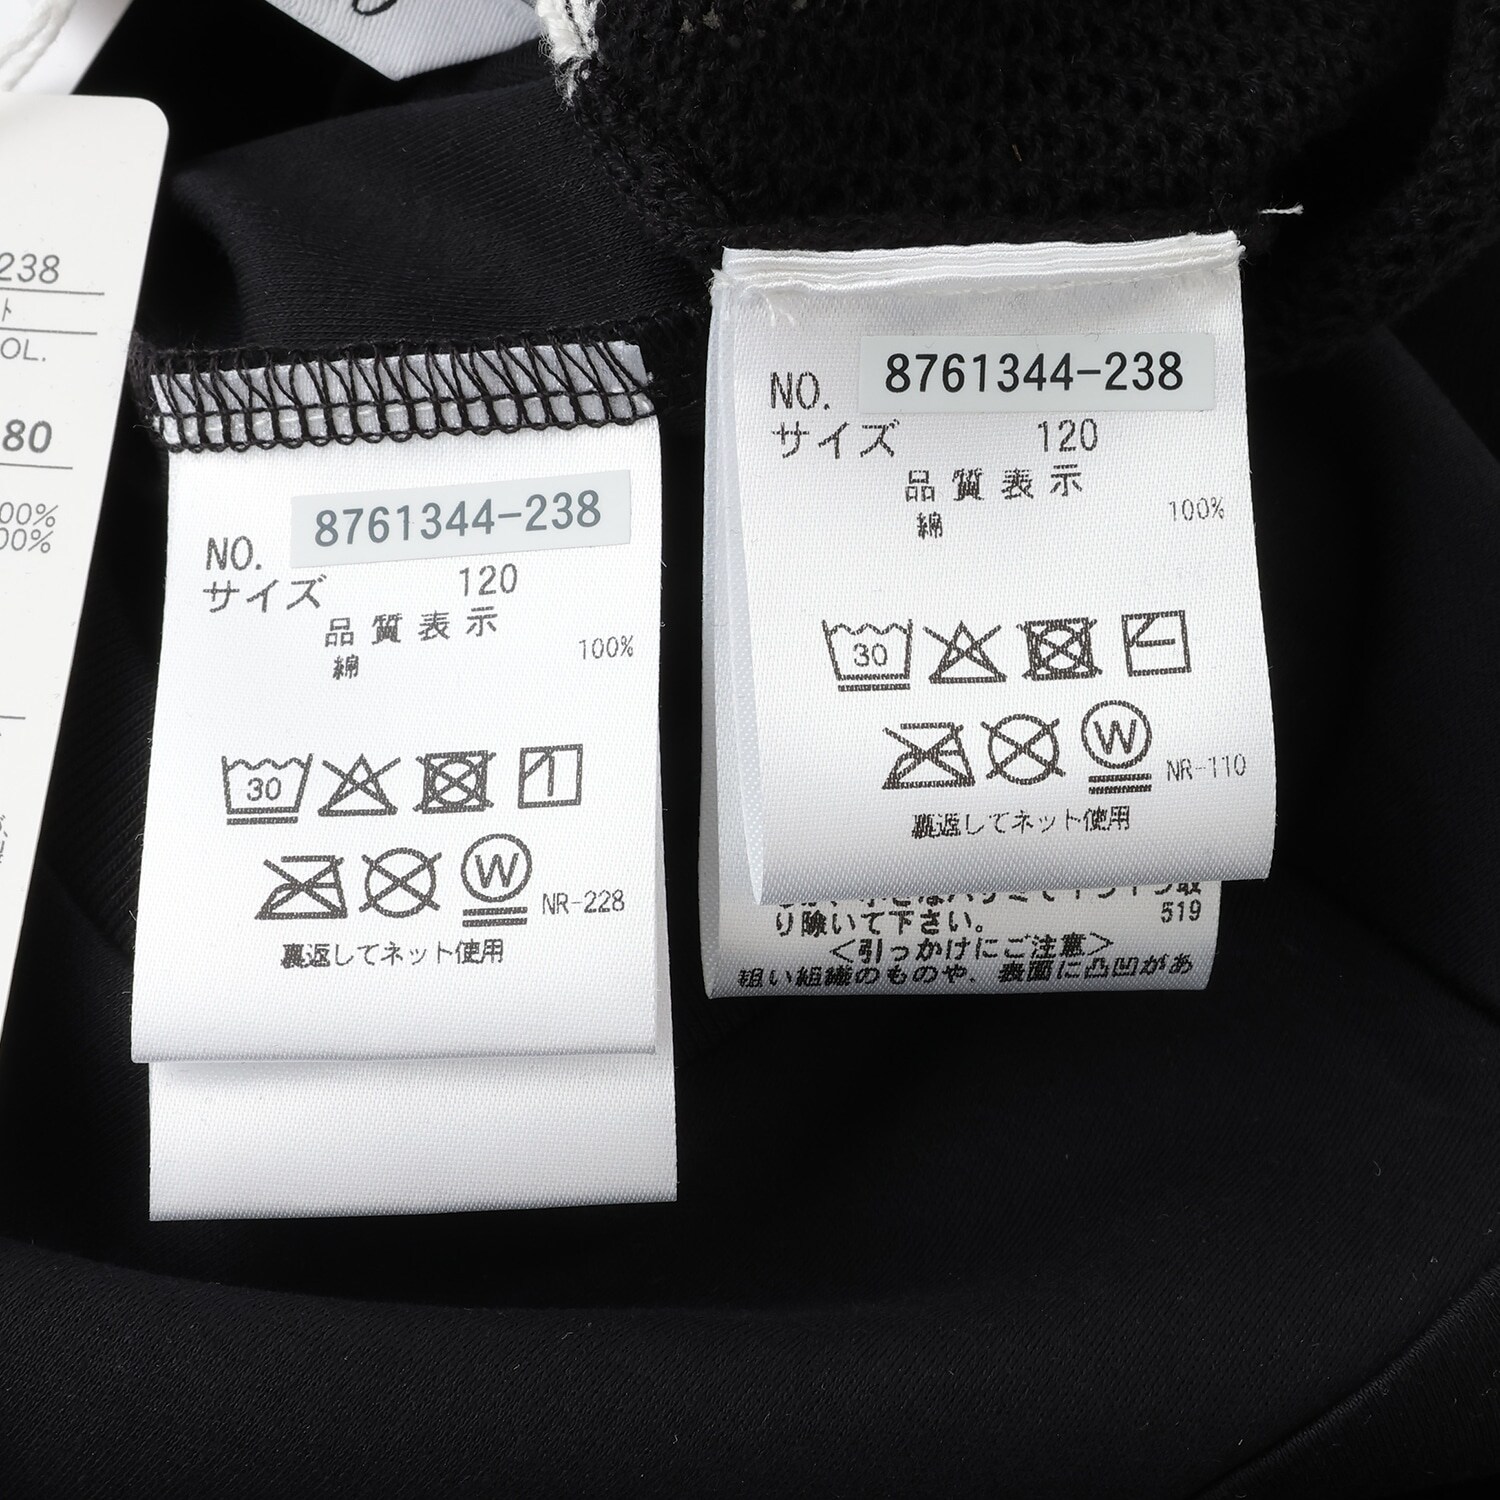 238
ト
OL.
80
00%
00%
NO. 8761344-238
サイズ 120
品質表示
綿 100%
30
W NR-228
裏返してネット使用
NO. 8761344-238
サイズ 120
品質表示
綿 100%
30
W NR-110
裏返してネット使用
り除いて下さい。 519
<引っかけにご注意>
粗い組織のものや、表面に凸凹があ